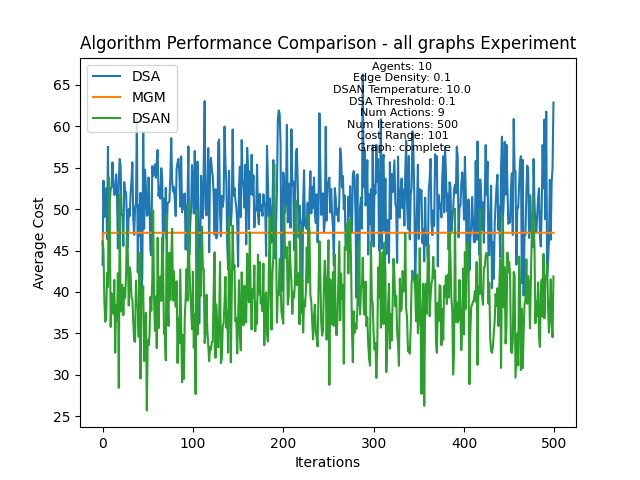 Algorithm Performance Comparison - all graphs Experiment
DSA
MGM
DSAN
Agents: 10
Edge Density: 0.1
DSAN Temperature: 10.0
DSA Threshold: 0.1
Num Actions: 9
Num Iterations: 500
Cost Range: 101
Graph: complete
Average Cost
65
60
55
50
45
40
35
30
25
0 100 200 300 400 500
Iterations